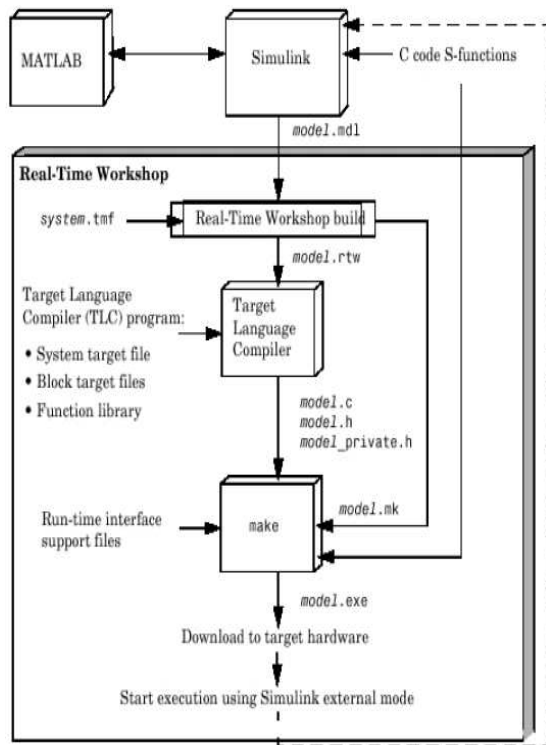 MATLAB
Simulink
C code S-functions
model.mdl
Real-Time Workshop
system.tmf
Real-Time Workshop build
model.rtw
Target Language
Compiler (TLC) program:
• System target file
• Block target files
• Function library
Target
Language
Compiler
model.c
model.h
model_private.h
Run-time interface
support files
make
model.mk
model.exe
Download to target hardware
Start execution using Simulink external mode